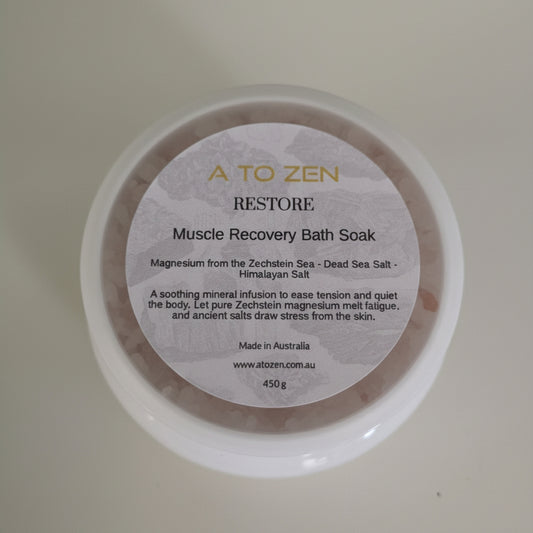 A TO ZEN
RESTORE
Muscle Recovery Bath Soak
Magnesium from the Zechstein Sea - Dead Sea Salt -
Himalayan Salt
A soothing mineral infusion to ease tension and quiet
the body. Let pure Zechstein magnesium melt fatigue,
and ancient salts draw stress from the skin.
Made in Australia
www.atozen.com.au
450 g